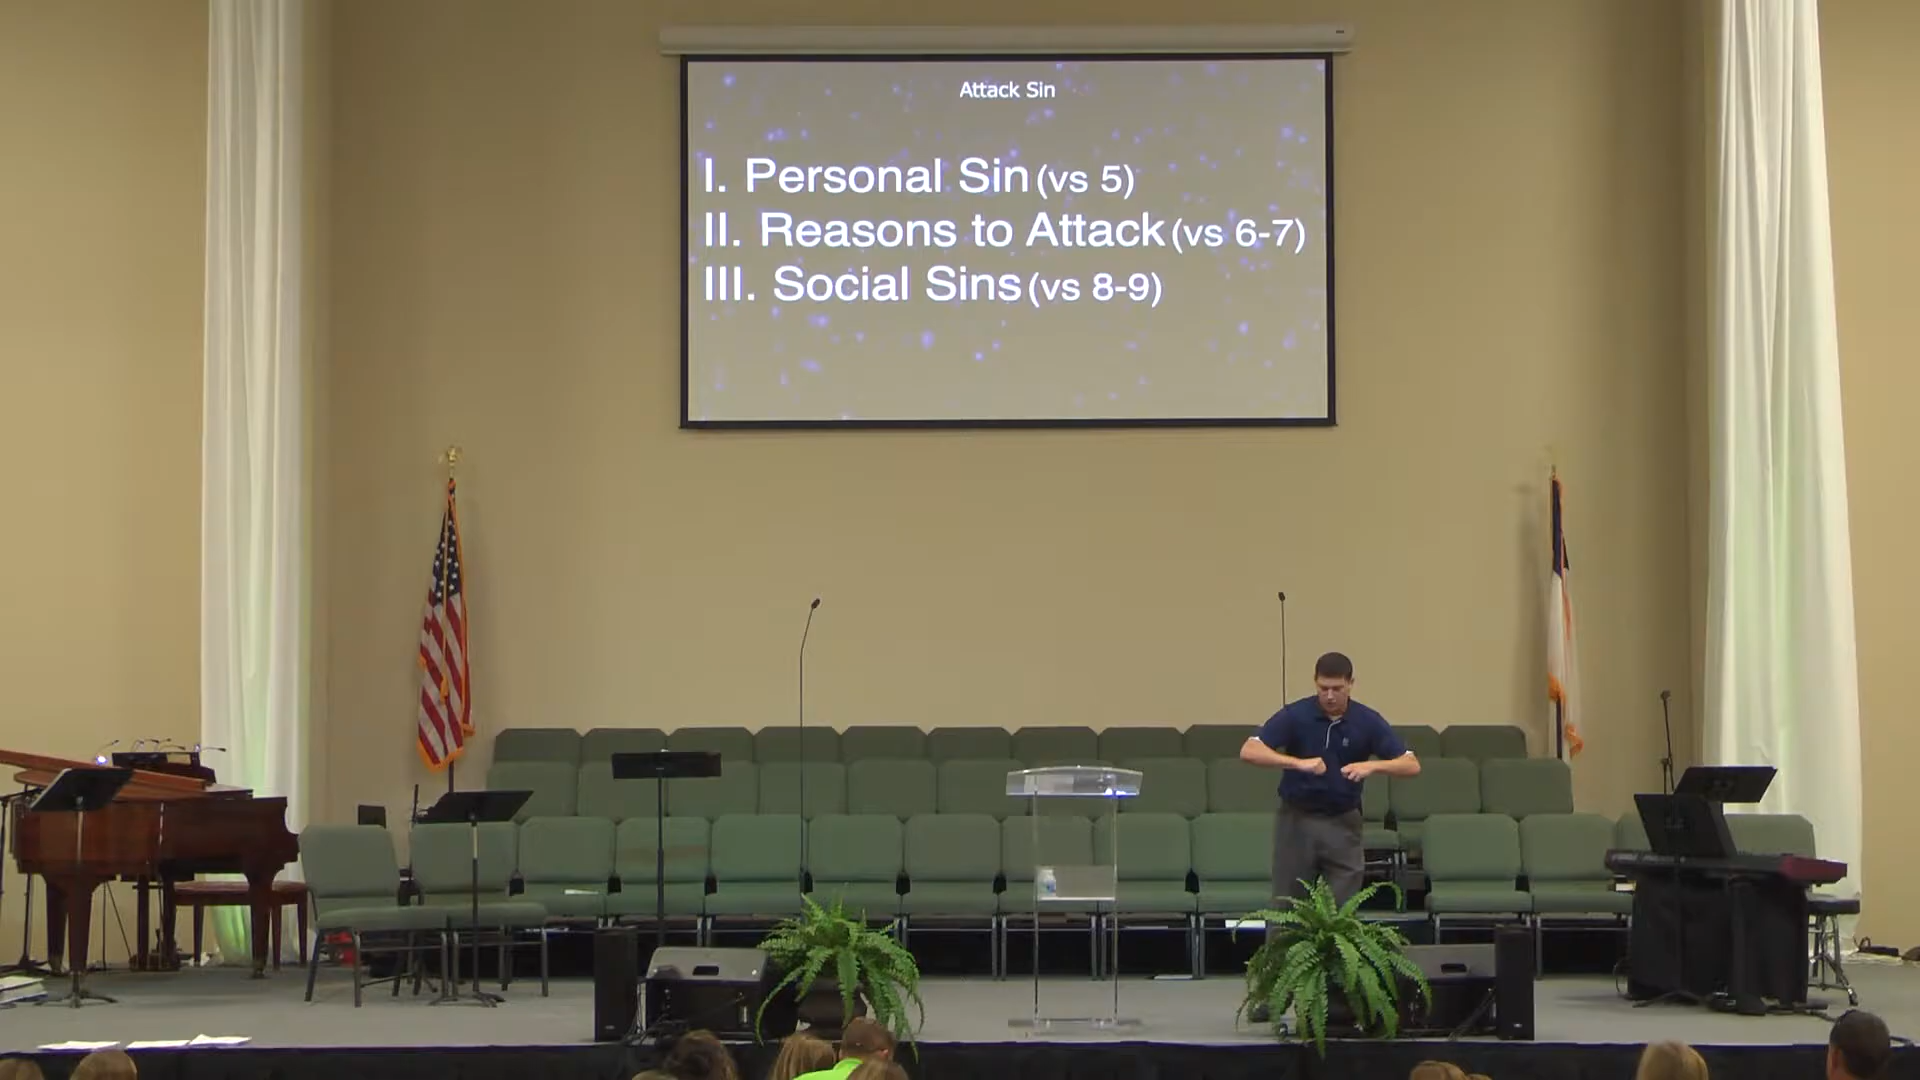 Attack Sin
I. Personal Sin (vs 5)
II. Reasons to Attack (vs 6-7)
III. Social Sins (vs 8-9)